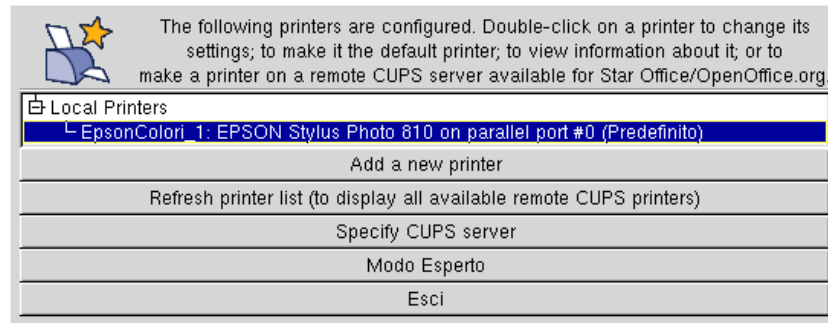 The following printers are configured. Double-click on a printer to change its
settings; to make it the default printer; to view information about it; or to
make a printer on a remote CUPS server available for Star Office/OpenOffice.org.
Local Printers
EpsonColori_1: EPSON Stylus Photo 810 on parallel port #0 (Predefinito)
Add a new printer
Refresh printer list (to display all available remote CUPS printers)
Specify CUPS server
Modo Esperto
Esci